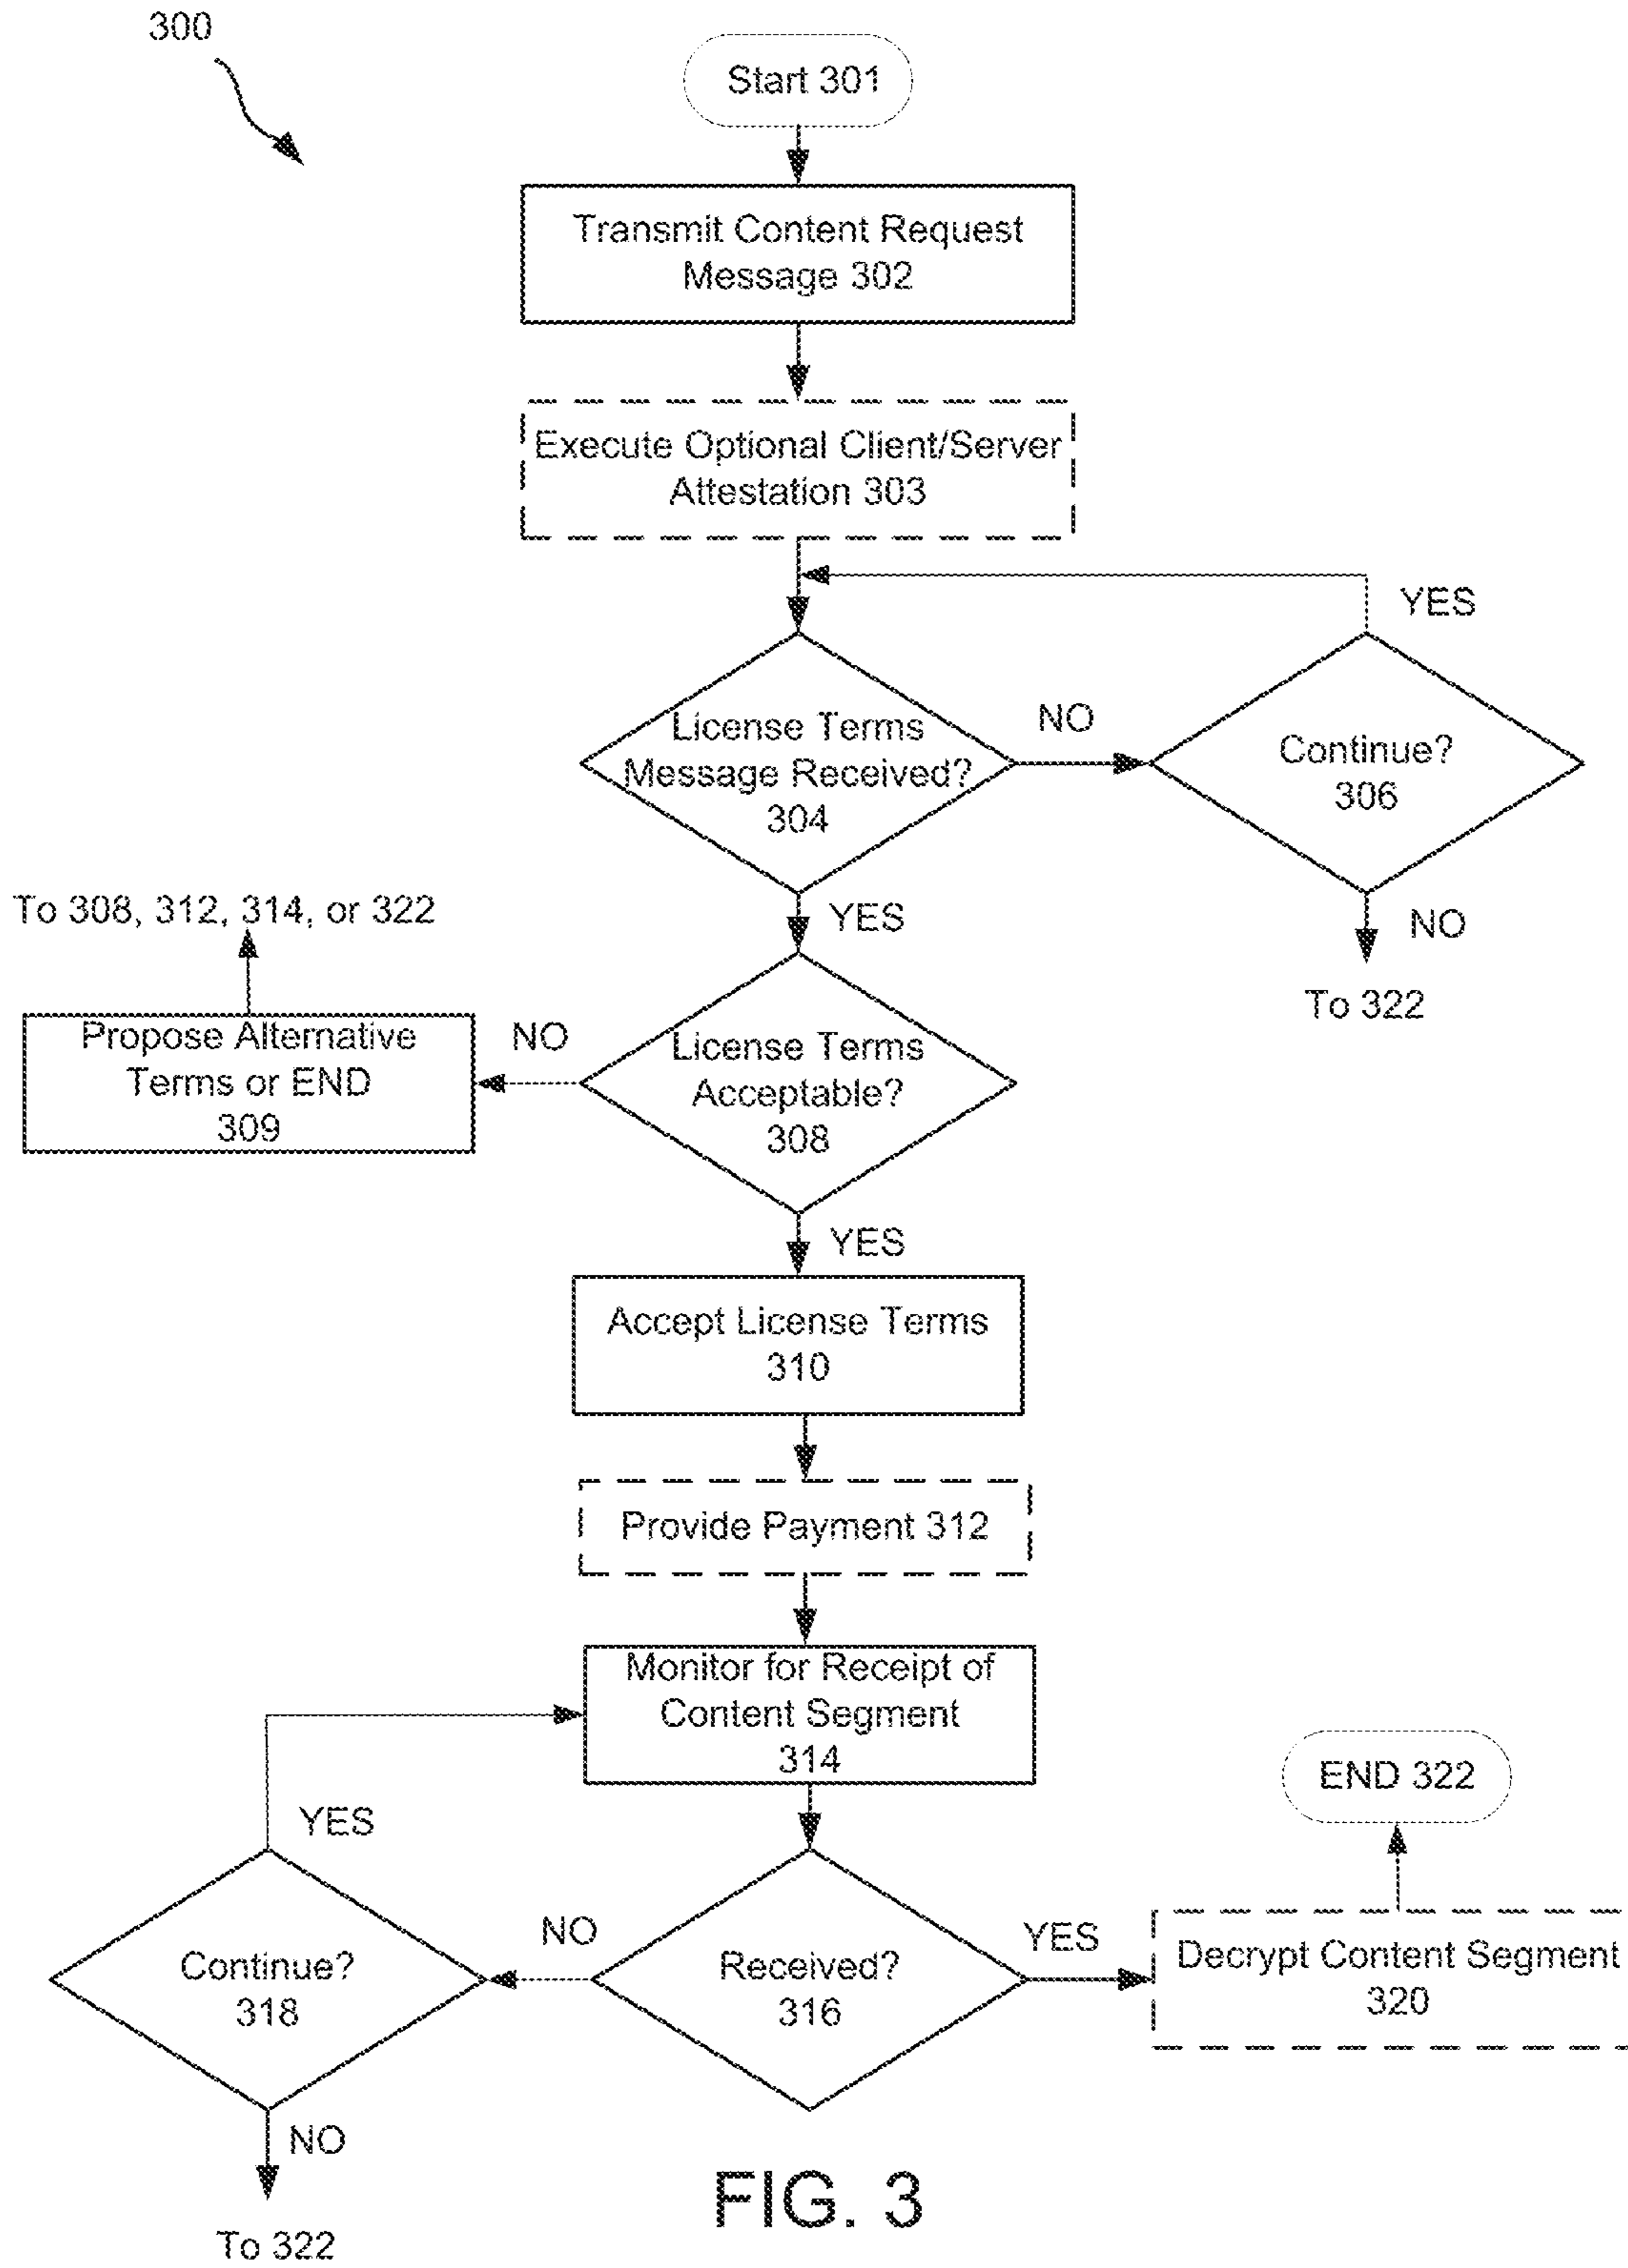 300
Start 301
Transmit Content Request
Message 302
Execute Optional Client/Server
Attestation 303
YES
License Terms
Message Received?
304
NO
Continue?
306
To 308, 312, 314, or 322
YES
NO
To 322
Propose Alternative
Terms or END
309
NO
License Terms
Acceptable?
308
YES
Accept License Terms
310
Provide Payment 312
Monitor for Receipt of
Content Segment
314
END 322
YES
Continue?
318
NO
Received?
316
YES
Decrypt Content Segment
320
NO
To 322
FIG. 3